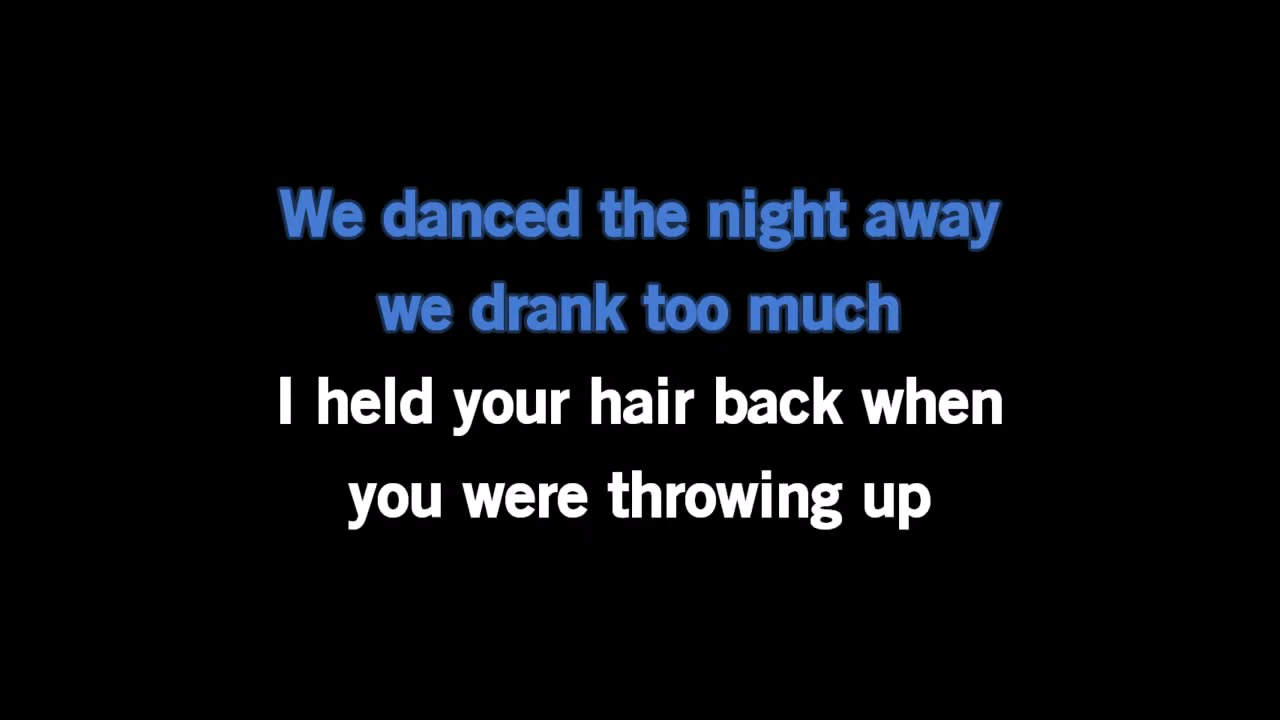 We danced the night away
we drank too much
I held your hair back when
you were throwing up